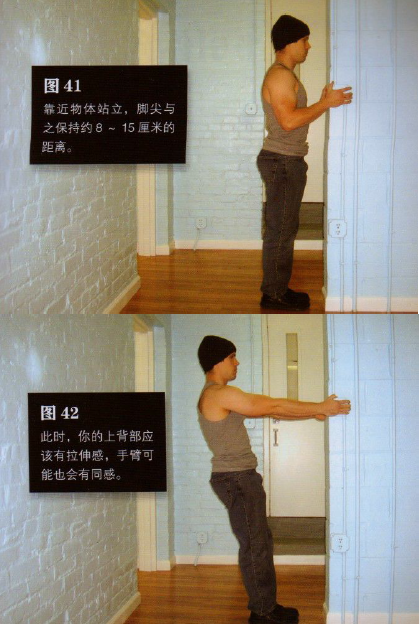 图 41
靠近物体站立，脚尖与
之保持约 8 ~ 15 厘米的
距离。
图 42
此时，你的上背部应
该有拉伸感，手臂可
能也会有同感。